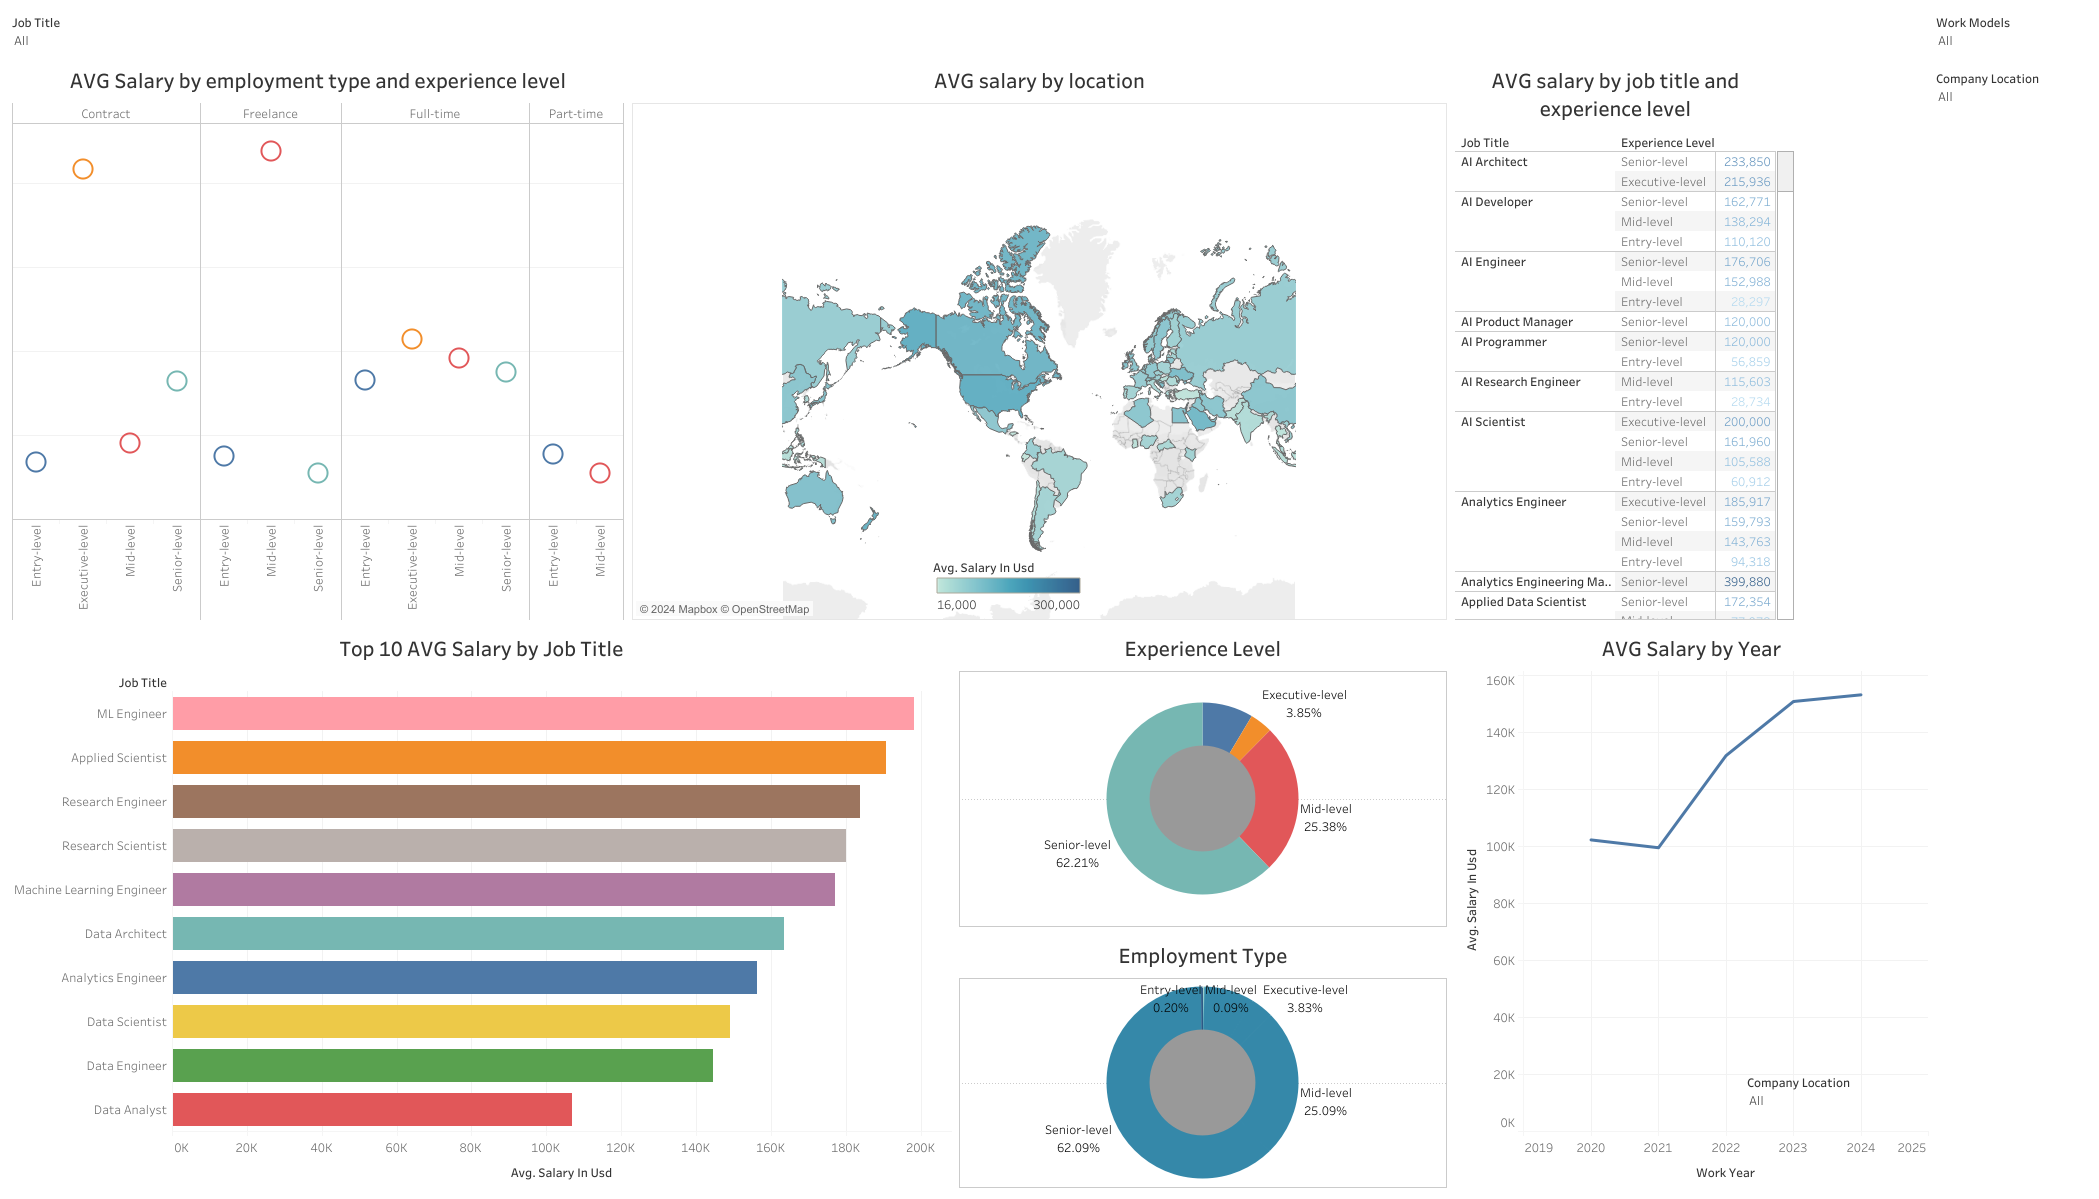 Job Title
All
Work Models
All
Company Location
All
AVG Salary by employment type and experience level
Contract
Freelance
Full-time
Part-time
Entry-level
Executive-level
Mid-level
Senior-level
Entry-level
Mid-level
Senior-level
Entry-level
Executive-level
Mid-level
Senior-level
Entry-level
Mid-level
AVG salary by location
Avg. Salary In Usd
16,000 300,000
© 2024 Mapbox © OpenStreetMap
AVG salary by job title and
experience level
Job Title Experience Level
AI Architect Senior-level 233,850
Executive-level 215,936
AI Developer Senior-level 162,771
Mid-level 138,294
Entry-level 110,120
AI Engineer Senior-level 176,706
Mid-level 152,988
Entry-level 28,297
AI Product Manager Senior-level 120,000
AI Programmer Senior-level 120,000
Entry-level 56,859
AI Research Engineer Mid-level 115,603
Entry-level 28,734
AI Scientist Executive-level 200,000
Senior-level 161,960
Mid-level 105,588
Entry-level 60,912
Analytics Engineer Executive-level 185,917
Senior-level 159,793
Mid-level 143,763
Entry-level 94,318
Analytics Engineering Ma.. Senior-level 399,880
Applied Data Scientist Senior-level 172,354
Top 10 AVG Salary by Job Title
Job Title
ML Engineer
Applied Scientist
Research Engineer
Research Scientist
Machine Learning Engineer
Data Architect
Analytics Engineer
Data Scientist
Data Engineer
Data Analyst
0K 20K 40K 60K 80K 100K 120K 140K 160K 180K 200K
Avg. Salary In Usd
Experience Level
Executive-level
3.85%
Mid-level
25.38%
Senior-level
62.21%
Employment Type
Entry-level Mid-level Executive-level
0.20% 0.09% 3.83%
Mid-level
25.09%
Senior-level
62.09%
AVG Salary by Year
Avg. Salary In Usd
160K
140K
120K
100K
80K
60K
40K
20K
0K
Company Location
All
2019 2020 2021 2022 2023 2024 2025
Work Year